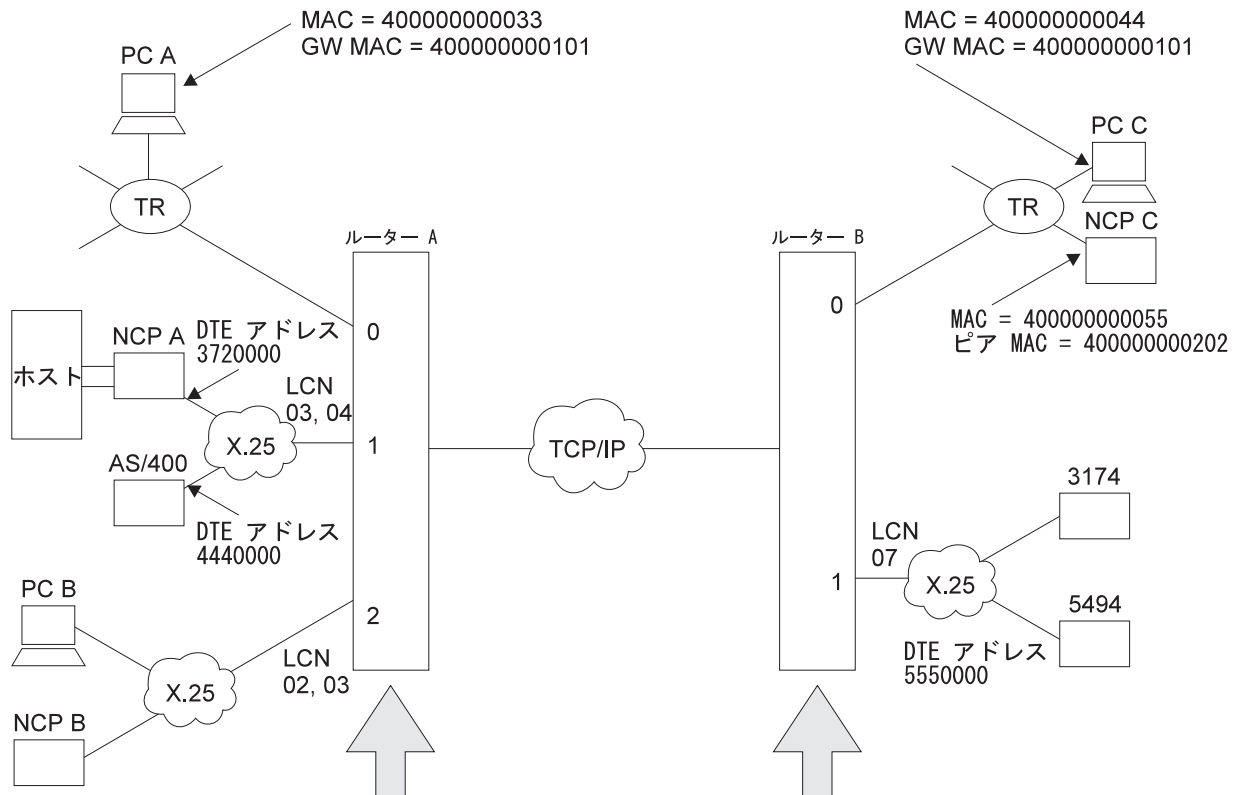 MAC = 400000000033
GW MAC = 400000000101
PC A
TR
MAC = 400000000044
GW MAC = 400000000101
PC C
TR
NCP C
MAC = 400000000055
ピア MAC = 400000000202
ルーター A
ルーター B
0
0
ホスト
NCP A
DTE アドレス
3720000
LCN
03, 04
X.25
1
AS/400
DTE アドレス
4440000
TCP/IP
PC B
X.25
NCP B
2
LCN
02, 03
LCN
07
1
X.25
3174
5494
DTE アドレス
5550000